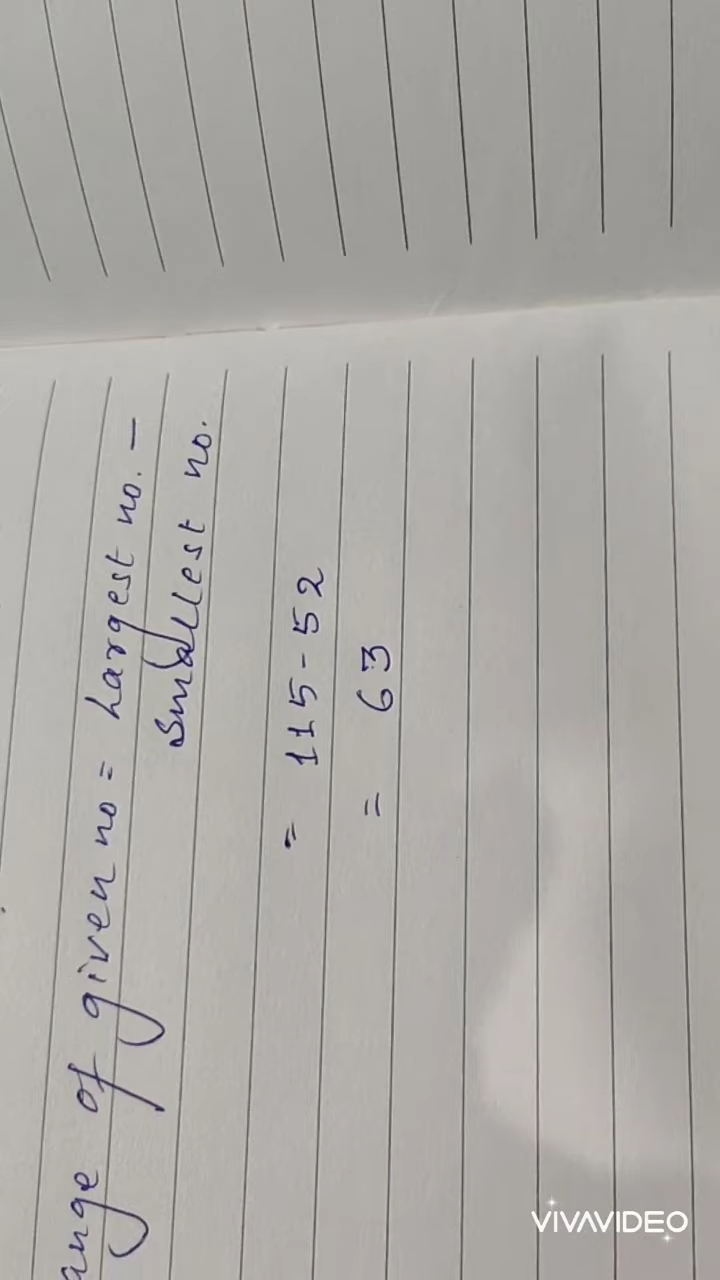 ange of given no = Largest no. -
Smallest no.
= 115-52
= 63
VIVAVIDEO